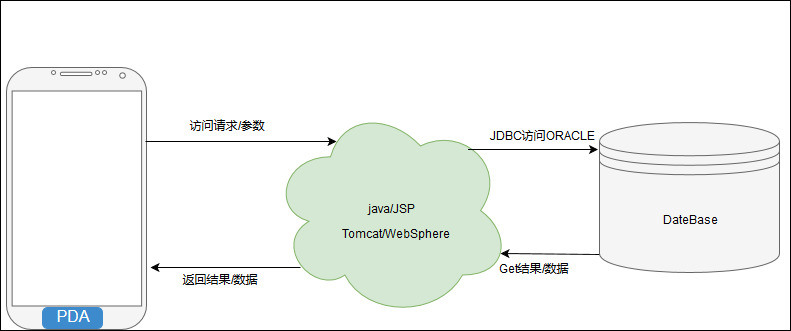 访问请求/参数
JDBC访问ORACLE
java/JSP
Tomcat/WebSphere
DateBase
Get结果/数据
返回结果/数据
PDA